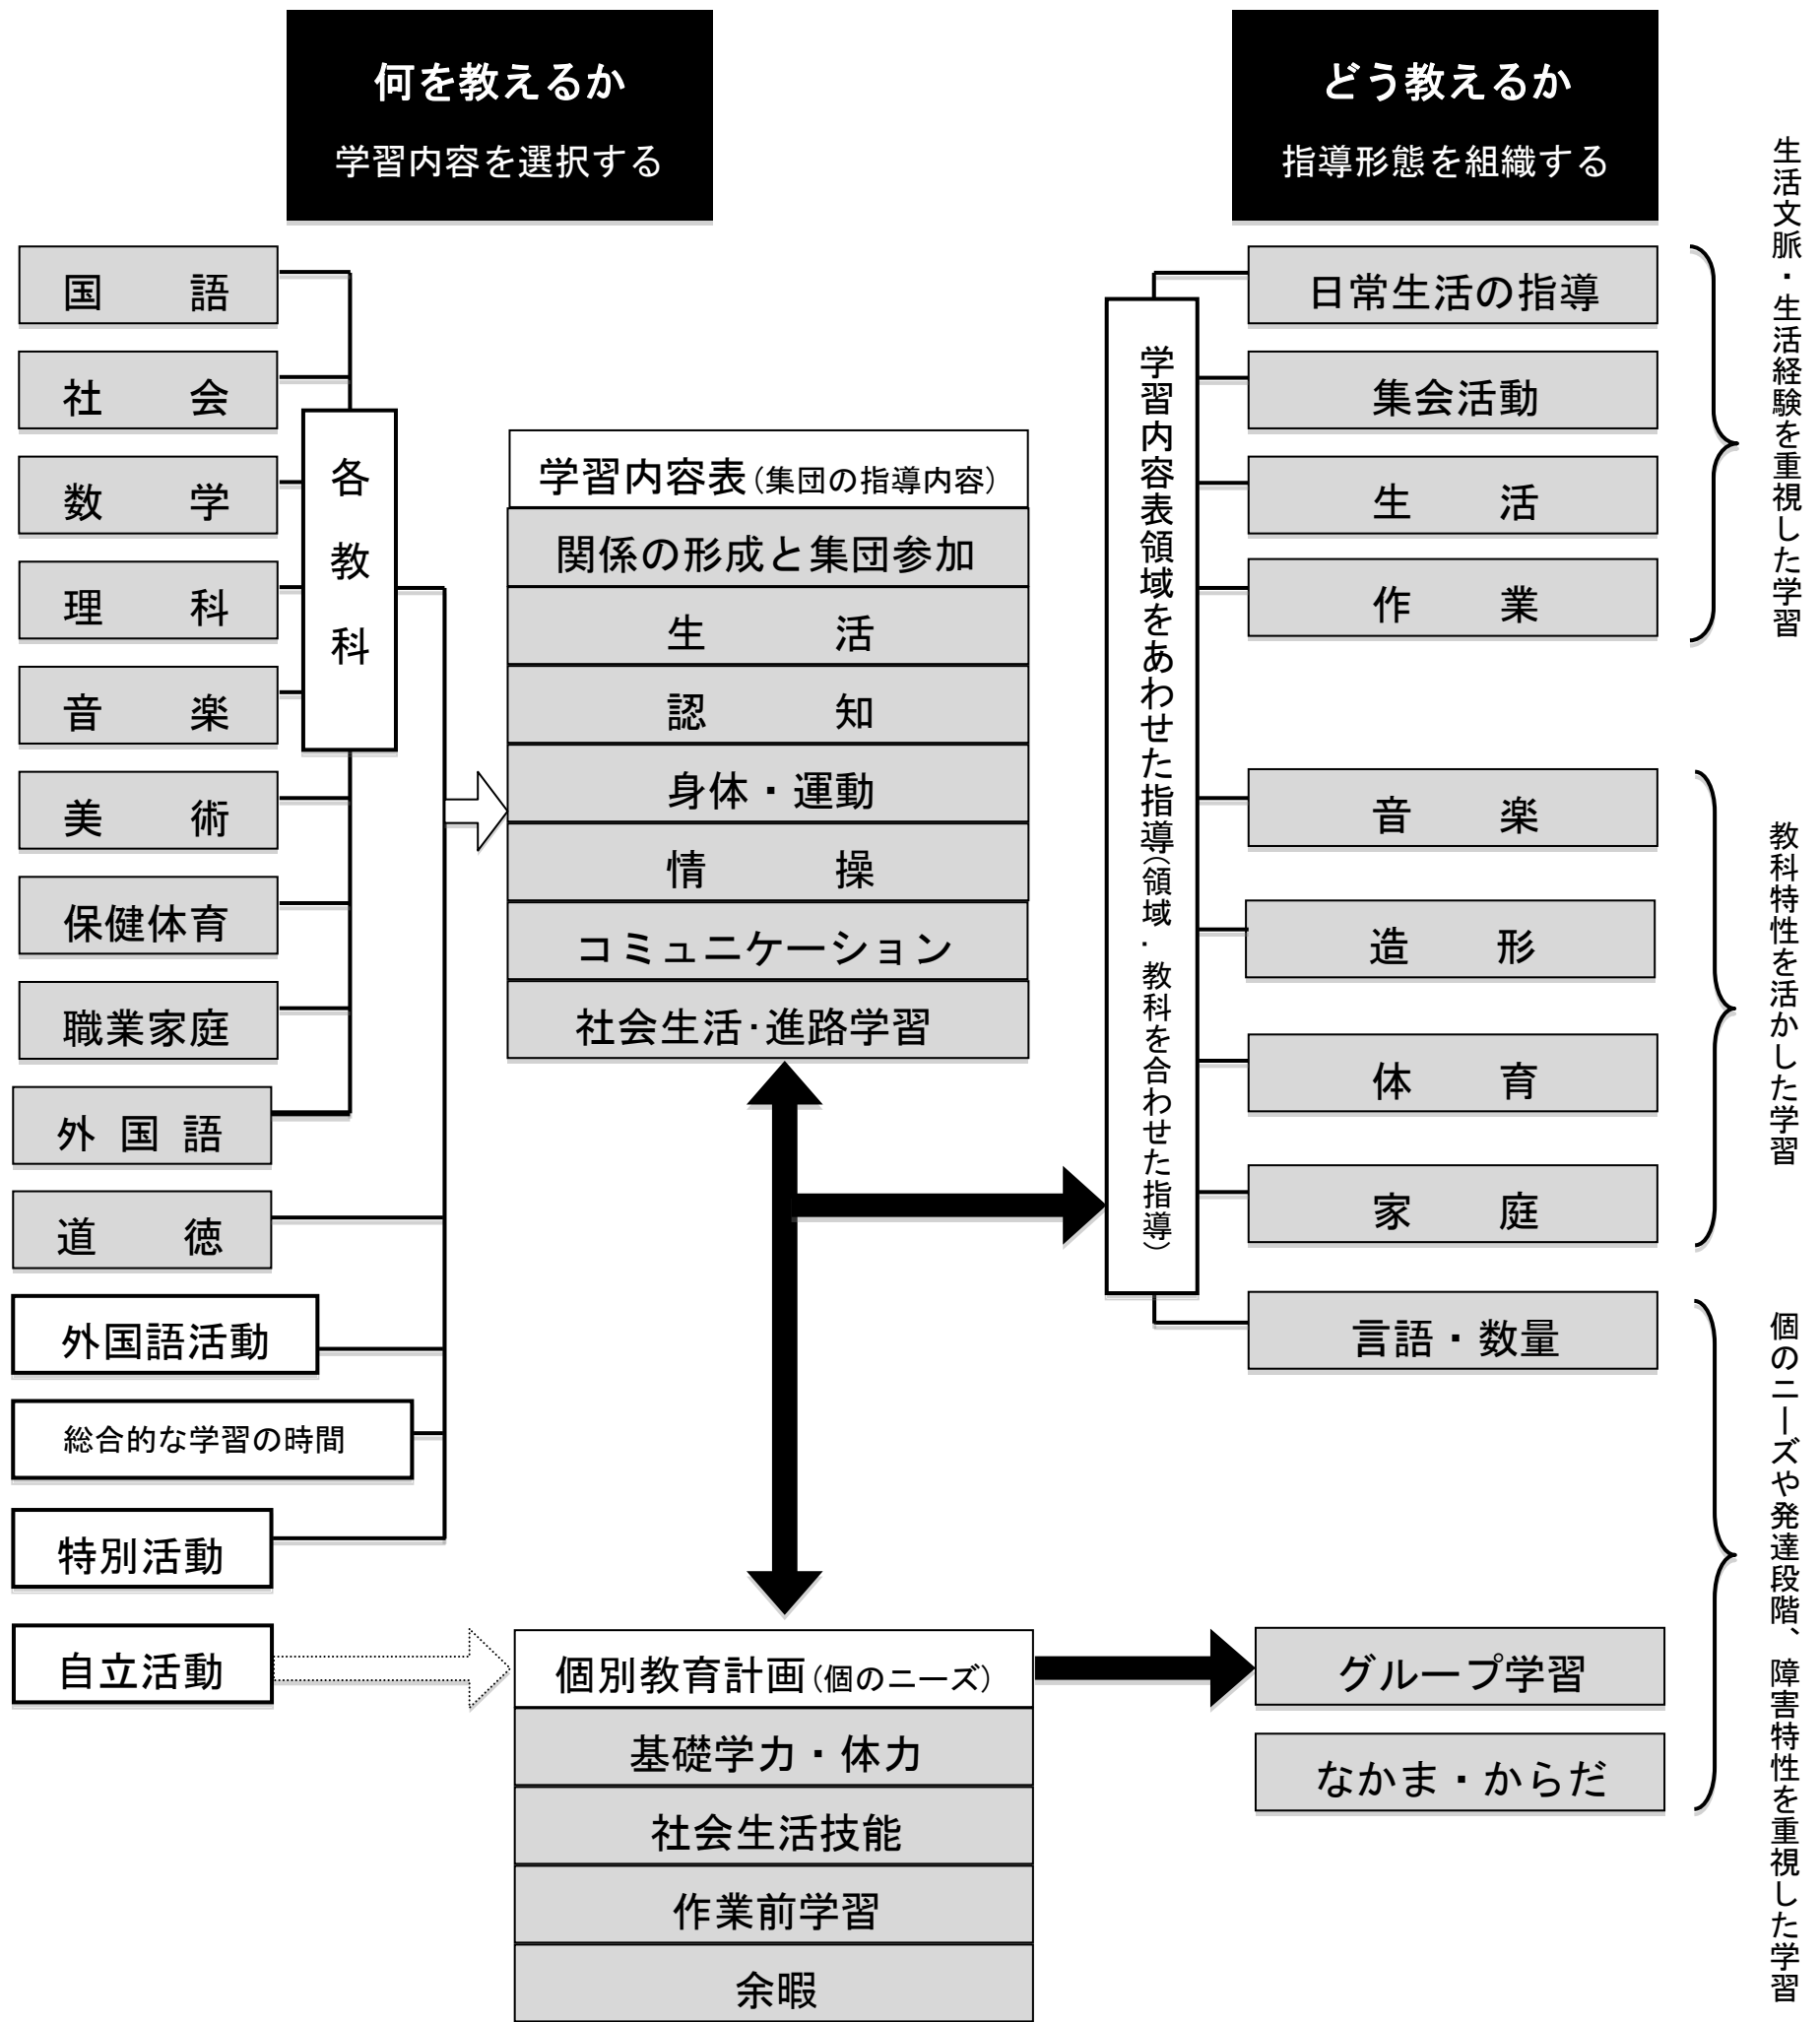 何を教えるか
学習内容を選択する
どう教えるか
指導形態を組織する
国語
社会
数学
理科
音楽
美術
保健体育
職業家庭
外国語
道徳
外国語活動
総合的な学習の時間
特別活動
自立活動
各教科
学習内容表(集団の指導内容)
関係の形成と集団参加
生活
認知
身体・運動
情操
コミュニケーション
社会生活・進路学習
個別教育計画(個のニーズ)
基礎学力・体力
社会生活技能
作業前学習
余暇
学習内容表領域をあわせた指導(領域・教科を合わせた指導)
日常生活の指導
集会活動
生活
作業
音楽
造形
体育
家庭
言語・数量
グループ学習
なかま・からだ
生活文脈・生活経験を重視した学習
教科特性を活かした学習
個のニーズや発達段階、障害特性を重視した学習